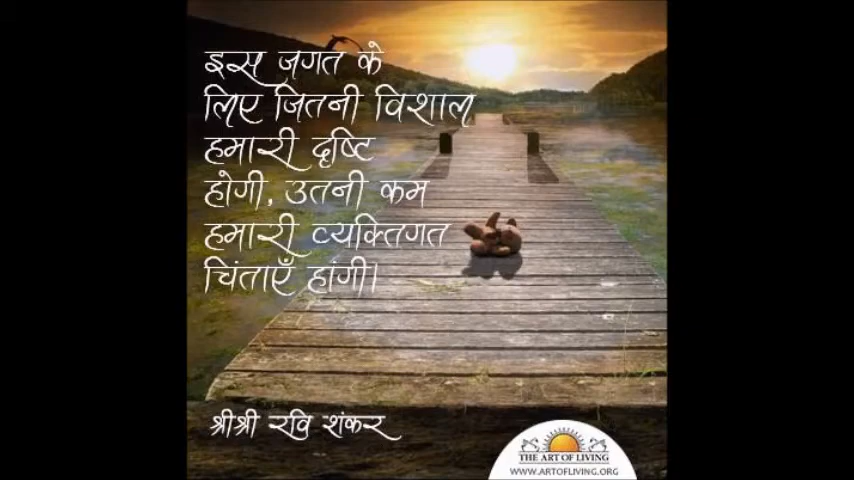 इस जगत के
लिए जितनी विशाल
हमारी दृष्टि
होगी, उतनी कम
हमारी व्यक्तिगत
चिंताएँ हांगी।
श्रीश्री रवि शंकर
THE ART OF LIVING
WWW.ARTOFLIVING.ORG